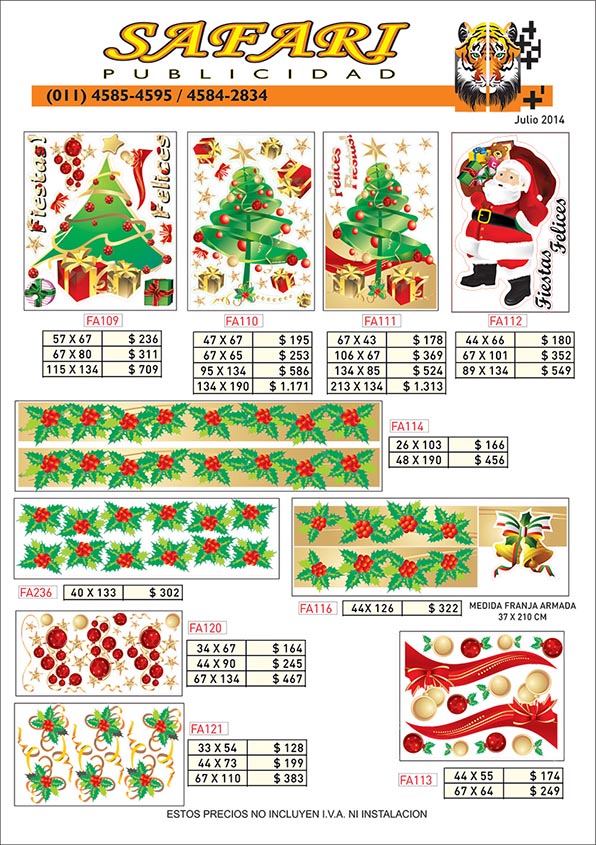 SAFARI
PUBLICIDAD
(011) 4585-4595 / 4584-2834
Julio 2014
Fiestas!
Felices
Felices
Fiestas!
Fiestas
Felices
FA109
57 X 67 $ 236
67 X 80 $ 311
115 X 134 $ 709
FA110
47 X 67 $ 195
67 X 65 $ 253
95 X 134 $ 586
134 X 190 $ 1.171
FA111
67 X 43 $ 178
106 X 67 $ 369
134 X 85 $ 524
213 X 134 $ 1.313
FA112
44 X 66 $ 180
67 X 101 $ 352
89 X 134 $ 549
FA114
26 X 103 $ 166
48 X 190 $ 456
FA236 40 X 133 $ 302
FA116 44X 126 $ 322
MEDIDA FRANJA ARMADA
37 X 210 CM
FA120
34 X 67 $ 164
44 X 90 $ 245
67 X 134 $ 467
FA121
33 X 54 $ 128
44 X 73 $ 199
67 X 110 $ 383
FA113
44 X 55 $ 174
67 X 64 $ 249
ESTOS PRECIOS NO INCLUYEN I.V.A. NI INSTALACION